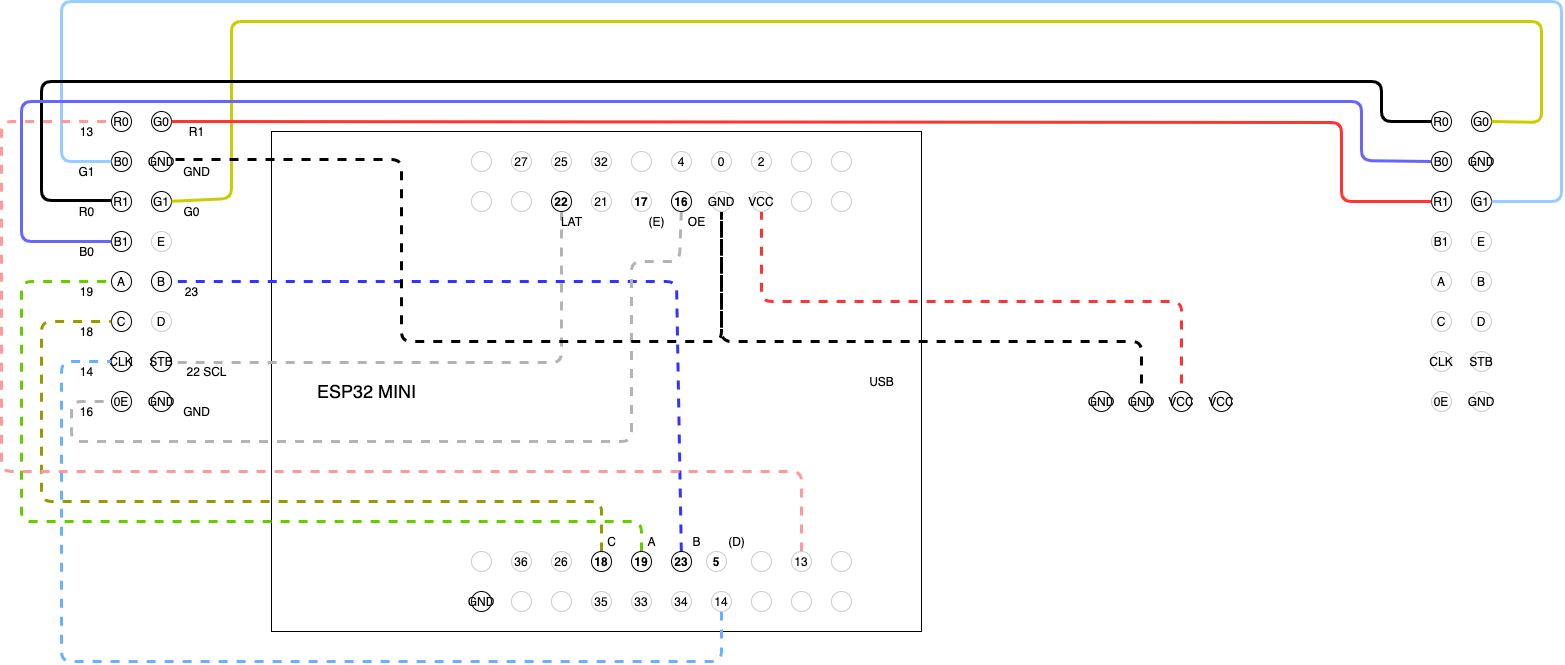 R0 G0 R0 G0
13 R1
27 25 32 4 0 2
B0 GND B0 GND
G1 GND
R1 G1 22 21 17 16 GND VCC R1 G1
R0 G0 LAT (E) OE
B1 E B1 E
B0
A B A B
19 23
C D C D
18
CLK STB CLK STB
14 22 SCL
USB
ESP32 MINI
0E GND GND GND VCC VCC 0E GND
16 GND
C A B (D)
36 26 18 19 23 5 13
GND 35 33 34 14